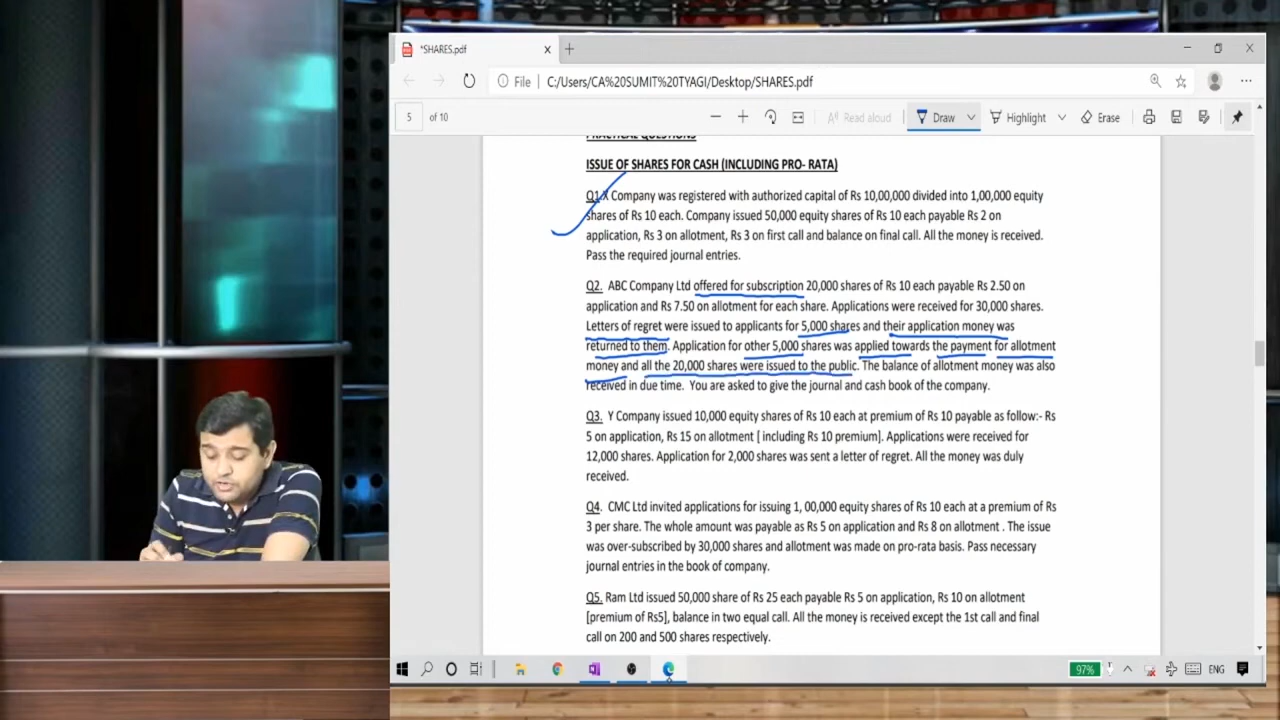 *SHARES.pdf
File
C:/Users/CA%20SUMIT%20TYAGI/Desktop/SHARES.pdf
5 of 10
Read aloud
Draw
Highlight
Erase
PRACTICAL QUESTIONS
ISSUE OF SHARES FOR CASH (INCLUDING PRO- RATA)
Q1.X Company was registered with authorized capital of Rs 10,00,000 divided into 1,00,000 equity
shares of Rs 10 each. Company issued 50,000 equity shares of Rs 10 each payable Rs 2 on
application, Rs 3 on allotment, Rs 3 on first call and balance on final call. All the money is received.
Pass the required journal entries.
Q2. ABC Company Ltd offered for subscription 20,000 shares of Rs 10 each payable Rs 2.50 on
application and Rs 7.50 on allotment for each share. Applications were received for 30,000 shares.
Letters of regret were issued to applicants for 5,000 shares and their application money was
returned to them. Application for other 5,000 shares was applied towards the payment for allotment
money and all the 20,000 shares were issued to the public. The balance of allotment money was also
received in due time. You are asked to give the journal and cash book of the company.
Q3. Y Company issued 10,000 equity shares of Rs 10 each at premium of Rs 10 payable as follow:- Rs
5 on application, Rs 15 on allotment [ including Rs 10 premium]. Applications were received for
12,000 shares. Application for 2,000 shares was sent a letter of regret. All the money was duly
received.
Q4. CMC Ltd invited applications for issuing 1, 00,000 equity shares of Rs 10 each at a premium of Rs
3 per share. The whole amount was payable as Rs 5 on application and Rs 8 on allotment . The issue
was over-subscribed by 30,000 shares and allotment was made on pro-rata basis. Pass necessary
journal entries in the book of company.
Q5. Ram Ltd issued 50,000 share of Rs 25 each payable Rs 5 on application, Rs 10 on allotment
[premium of Rs5], balance in two equal call. All the money is received except the 1st call and final
call on 200 and 500 shares respectively.
97%
ENG